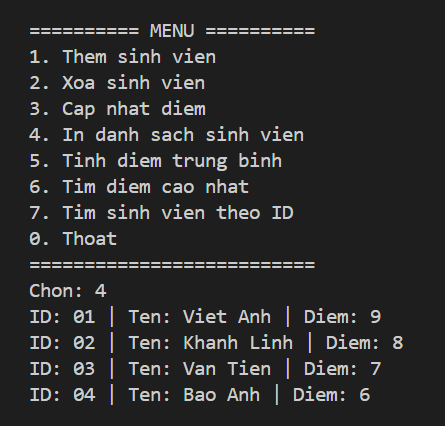 ========== MENU ==========
1. Them sinh vien
2. Xoa sinh vien
3. Cap nhat diem
4. In danh sach sinh vien
5. Tinh diem trung binh
6. Tim diem cao nhat
7. Tim sinh vien theo ID
0. Thoat
==========================
Chon: 4
ID: 01 | Ten: Viet Anh | Diem: 9
ID: 02 | Ten: Khanh Linh | Diem: 8
ID: 03 | Ten: Van Tien | Diem: 7
ID: 04 | Ten: Bao Anh | Diem: 6